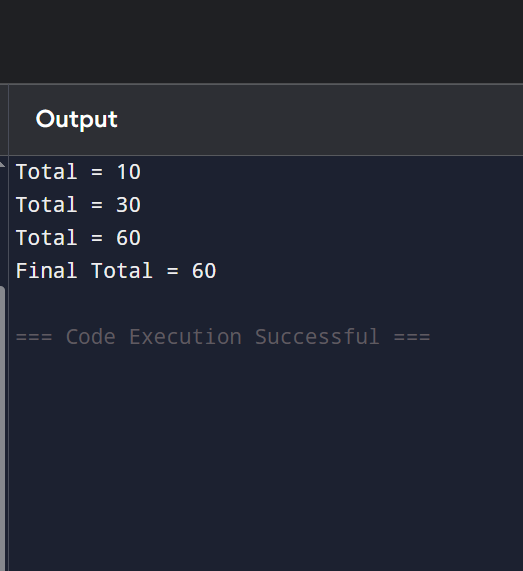 Output
Total = 10
Total = 30
Total = 60
Final Total = 60
=== Code Execution Successful ===